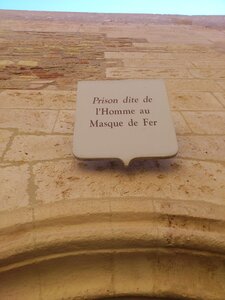 Prison dite de
l'Homme au
Masque de Fer